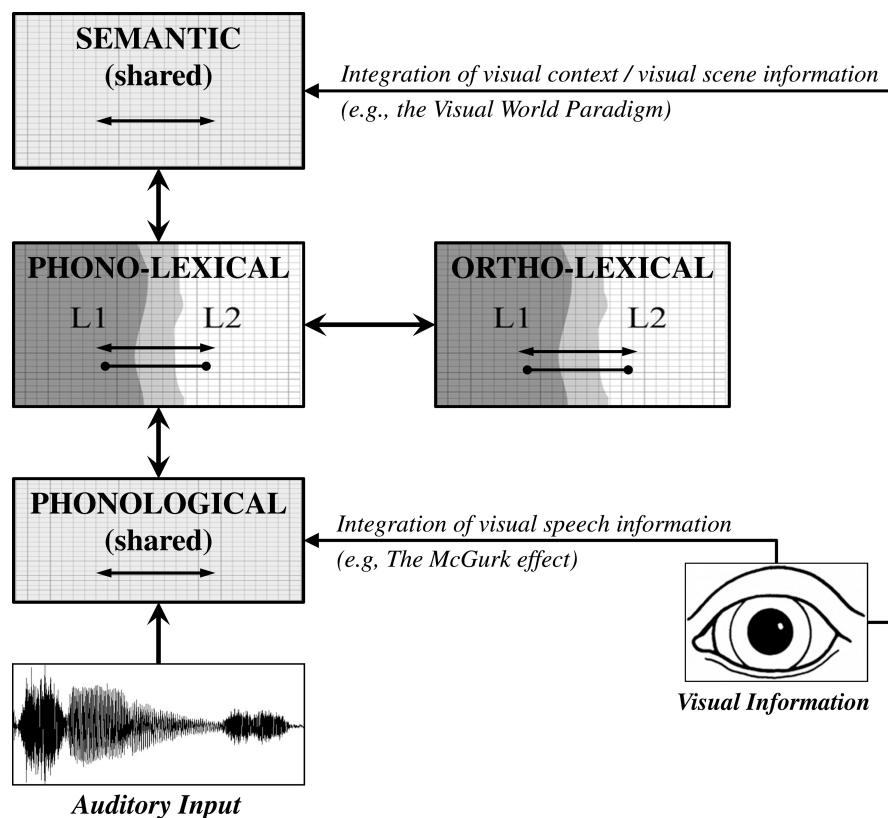 SEMANTIC
(shared)
Integration of visual context / visual scene information
(e.g., the Visual World Paradigm)
PHONO-LEXICAL
L1 L2
ORTHO-LEXICAL
L1 L2
PHONOLOGICAL
(shared)
Integration of visual speech information
(e.g, The McGurk effect)
Visual Information
Auditory Input